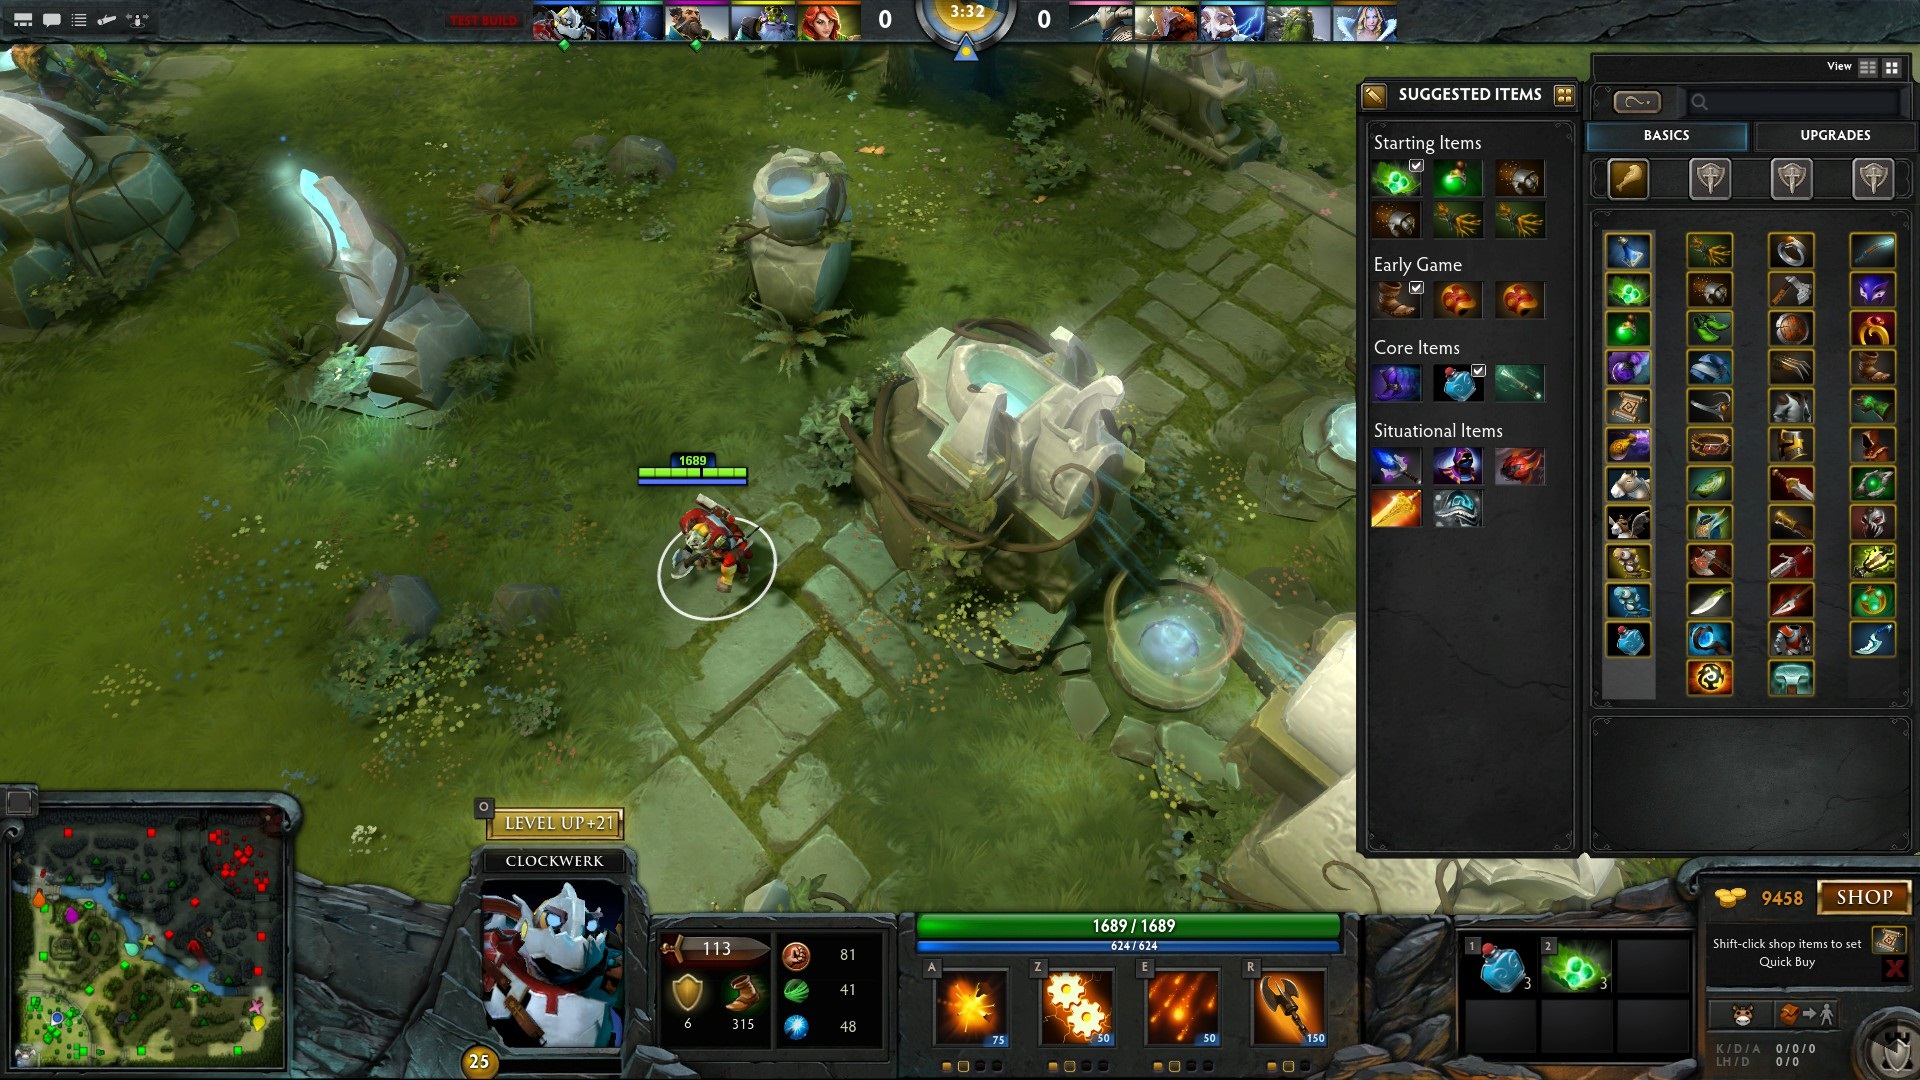 TEST BUILD
0
3:32
0
View
SUGGESTED ITEMS
BASICS
UPGRADES
Starting Items
Early Game
Core Items
Situational Items
1689
O
LEVEL UP+21
CLOCKWERK
25
113
6
315
81
41
48
1689 / 1689
624 / 624
A
75
Z
50
E
50
R
150
1
3
2
3
9458
SHOP
Shift-click shop items to set
Quick Buy
K / D / A 0/0/0
LH / D 0/0